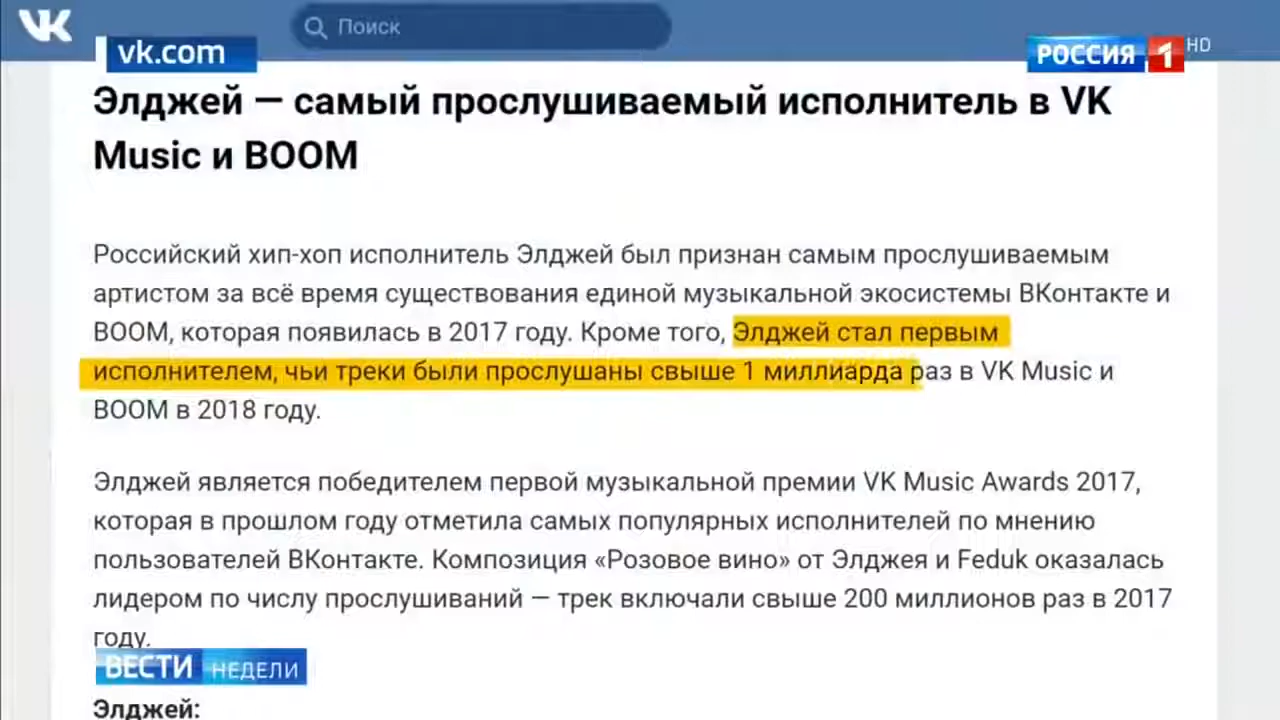 VK
Поиск
vk.com
РОССИЯ 1 HD
Элджей — самый прослушиваемый исполнитель в VK
Music и BOOM
Российский хип-хоп исполнитель Элджей был признан самым прослушиваемым
артистом за всё время существования единой музыкальной экосистемы ВКонтакте и
BOOM, которая появилась в 2017 году. Кроме того, Элджей стал первым
исполнителем, чьи треки были прослушаны свыше 1 миллиарда раз в VK Music и
BOOM в 2018 году.
Элджей является победителем первой музыкальной премии VK Music Awards 2017,
которая в прошлом году отметила самых популярных исполнителей по мнению
пользователей ВКонтакте. Композиция «Розовое вино» от Элджея и Feduk оказалась
лидером по числу прослушиваний — трек включали свыше 200 миллионов раз в 2017
году.
ВЕСТИ НЕДЕЛИ
Элджей: